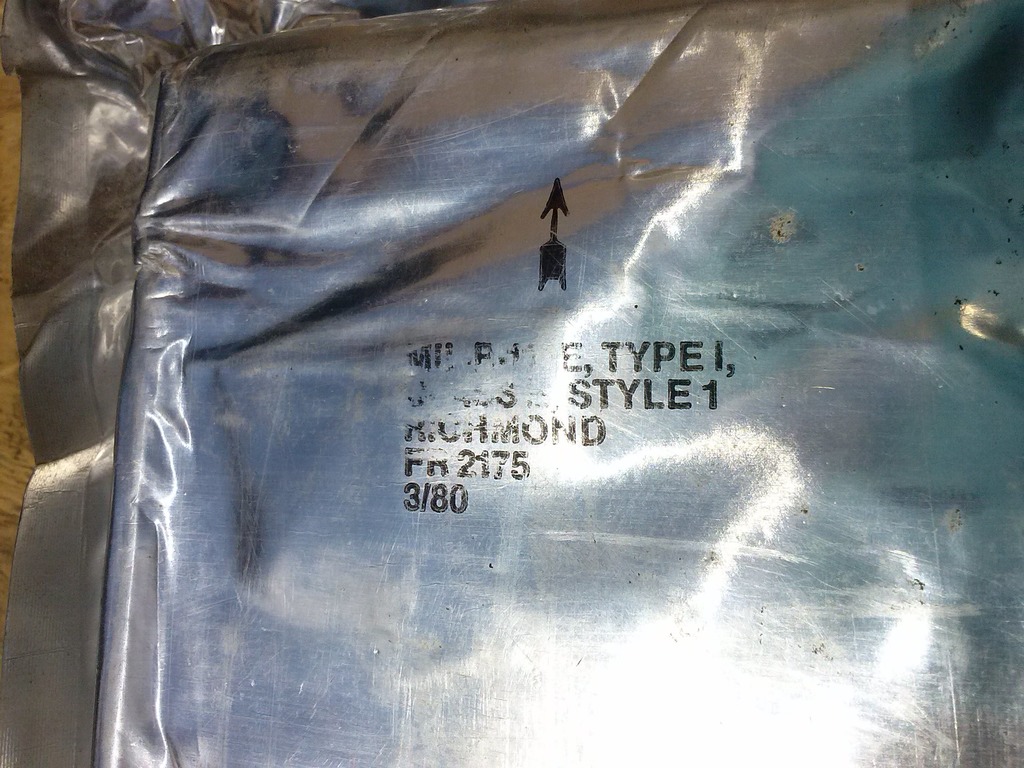 TYPE I,
STYLE 1
RICHMOND
FR 2175
3/80